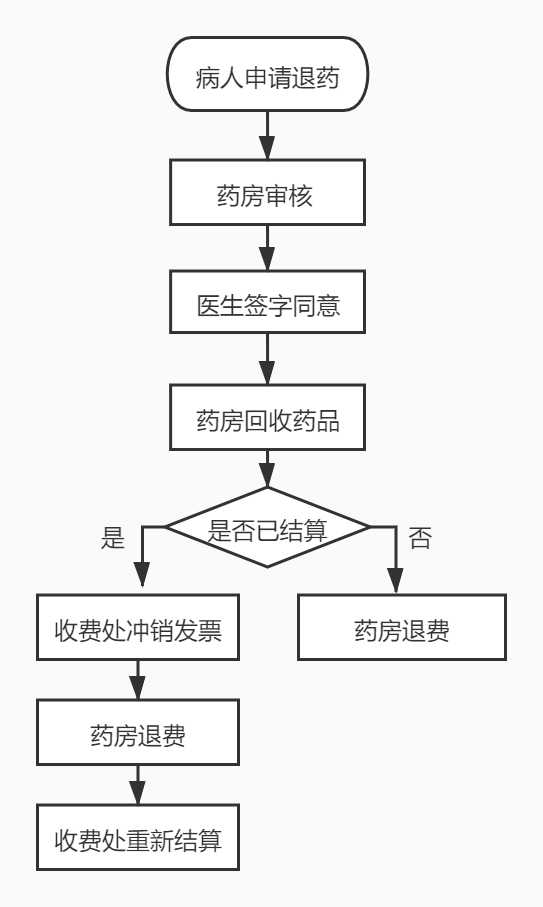 病人申请退药
药房审核
医生签字同意
药房回收药品
是否已结算
是
否
收费处冲销发票
药房退费
药房退费
收费处重新结算